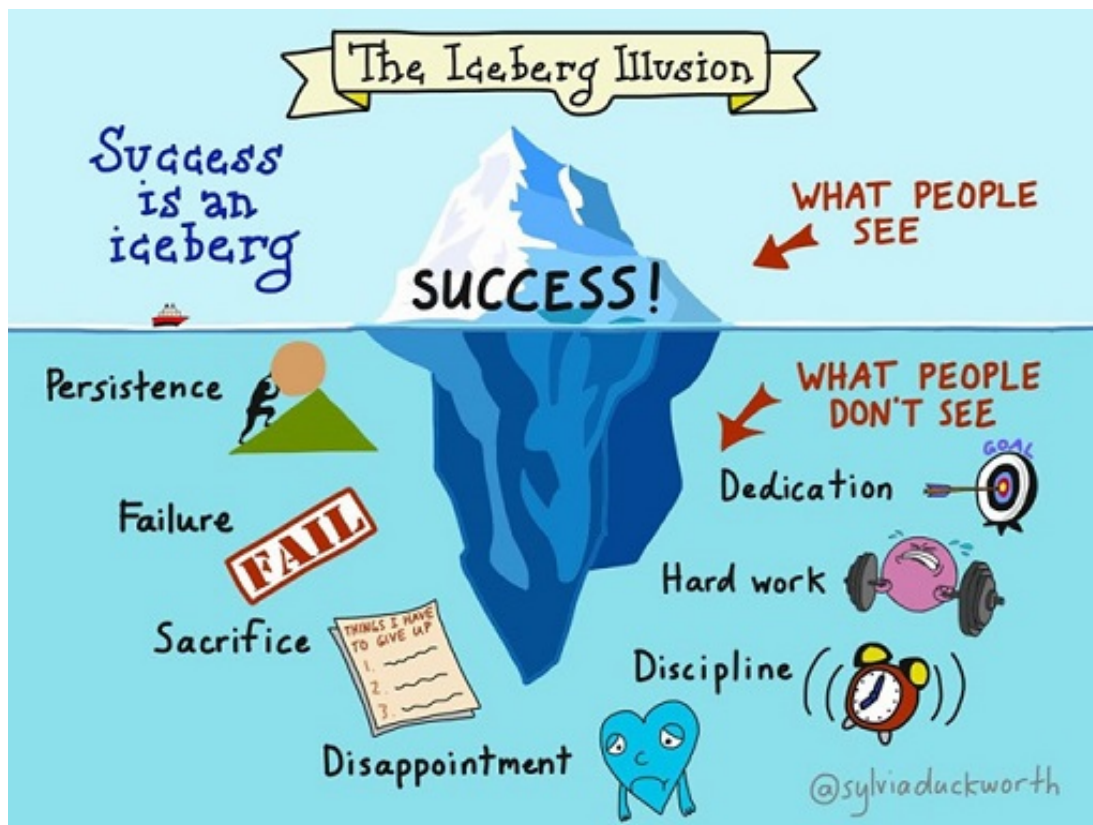 The Iceberg Illusion
Success
is an
iceberg
WHAT PEOPLE
SEE
SUCCESS!
Persistence
WHAT PEOPLE
DON'T SEE
GOAL
Dedication
Failure
FAIL
Hard work
Sacrifice
THINGS I HAVE
TO GIVE UP
1.
2.
3.
Discipline
Disappointment
@sylviaduckworth